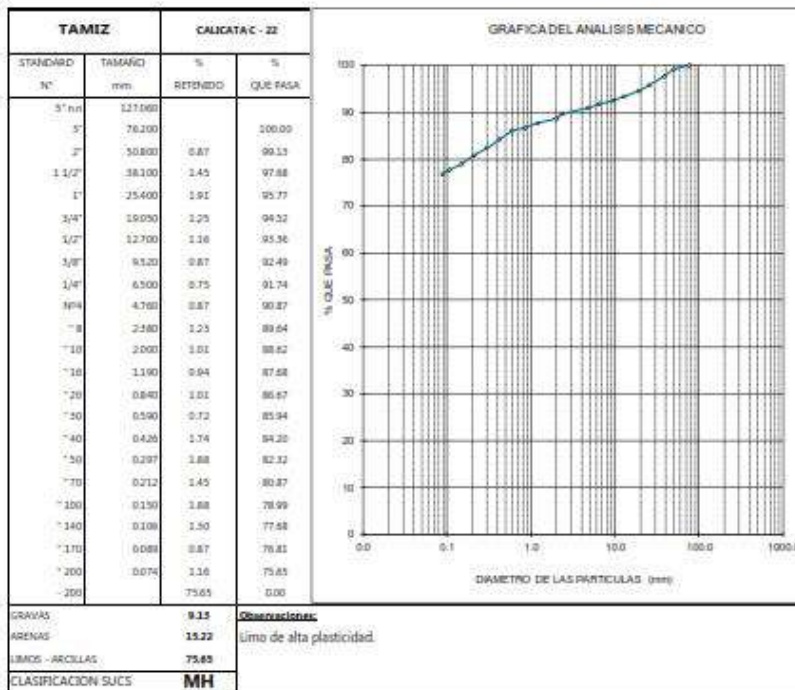 TAMIZ CALICATA C - 22
STANDARD TAMAÑO % %
N° mm RETENIDO QUE PASA
127.060
3" 76.200 100.00
2" 50.800 0.87 99.13
1 1/2" 38.100 1.45 97.68
1" 25.400 1.91 95.77
3/4" 19.050 1.25 94.52
1/2" 12.700 1.16 93.36
3/8" 9.520 0.87 92.49
1/4" 6.500 0.75 91.74
Nº4 4.760 0.87 90.87
" 8 2.380 1.23 89.64
" 10 2.000 1.01 88.62
" 16 1.190 0.94 87.68
" 20 0.840 1.01 86.67
" 30 0.590 0.72 85.94
" 40 0.426 1.74 84.20
" 50 0.297 1.88 82.32
" 70 0.212 1.45 80.87
" 100 0.150 1.88 78.99
" 140 0.106 1.30 77.68
" 170 0.088 0.87 76.81
" 200 0.074 1.16 75.65
- 200 75.65 0.00
GRAFICA DEL ANALISIS MECANICO
% QUE PASA
100
90
80
70
60
50
40
30
20
10
0
0.0 0.1 1.0 10.0 100.0 1000.
DIAMETRO DE LAS PARTICULAS (mm)
GRAVAS 9.13
ARENAS 15.22
LIMOS - ARCILLAS 75.65
CLASIFICACION SUCS MH
Observaciones:
Limo de alta plasticidad.